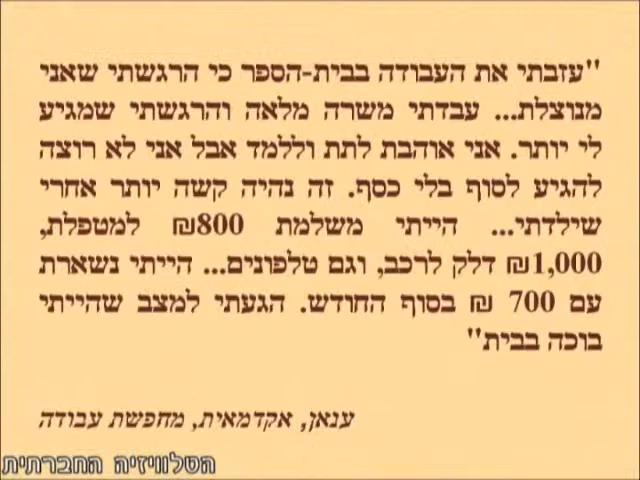 "עזבתי את העבודה בבית-הספר כי הרגשתי שאני
מנוצלת... עבדתי משרה מלאה והרגשתי שמגיע
לי יותר. אני אוהבת לתת וללמד אבל אני לא רוצה
להגיע לסוף בלי כסף. זה נהיה קשה יותר אחרי
שילדתי... הייתי משלמת 800₪ למטפלת,
1,000₪ דלק לרכב, וגם טלפונים... הייתי נשארת
עם 700 ₪ בסוף החודש. הגעתי למצב שהייתי
בוכה בבית"
ענאן, אקדמאית, מחפשת עבודה
הטלוויזיה החברתית